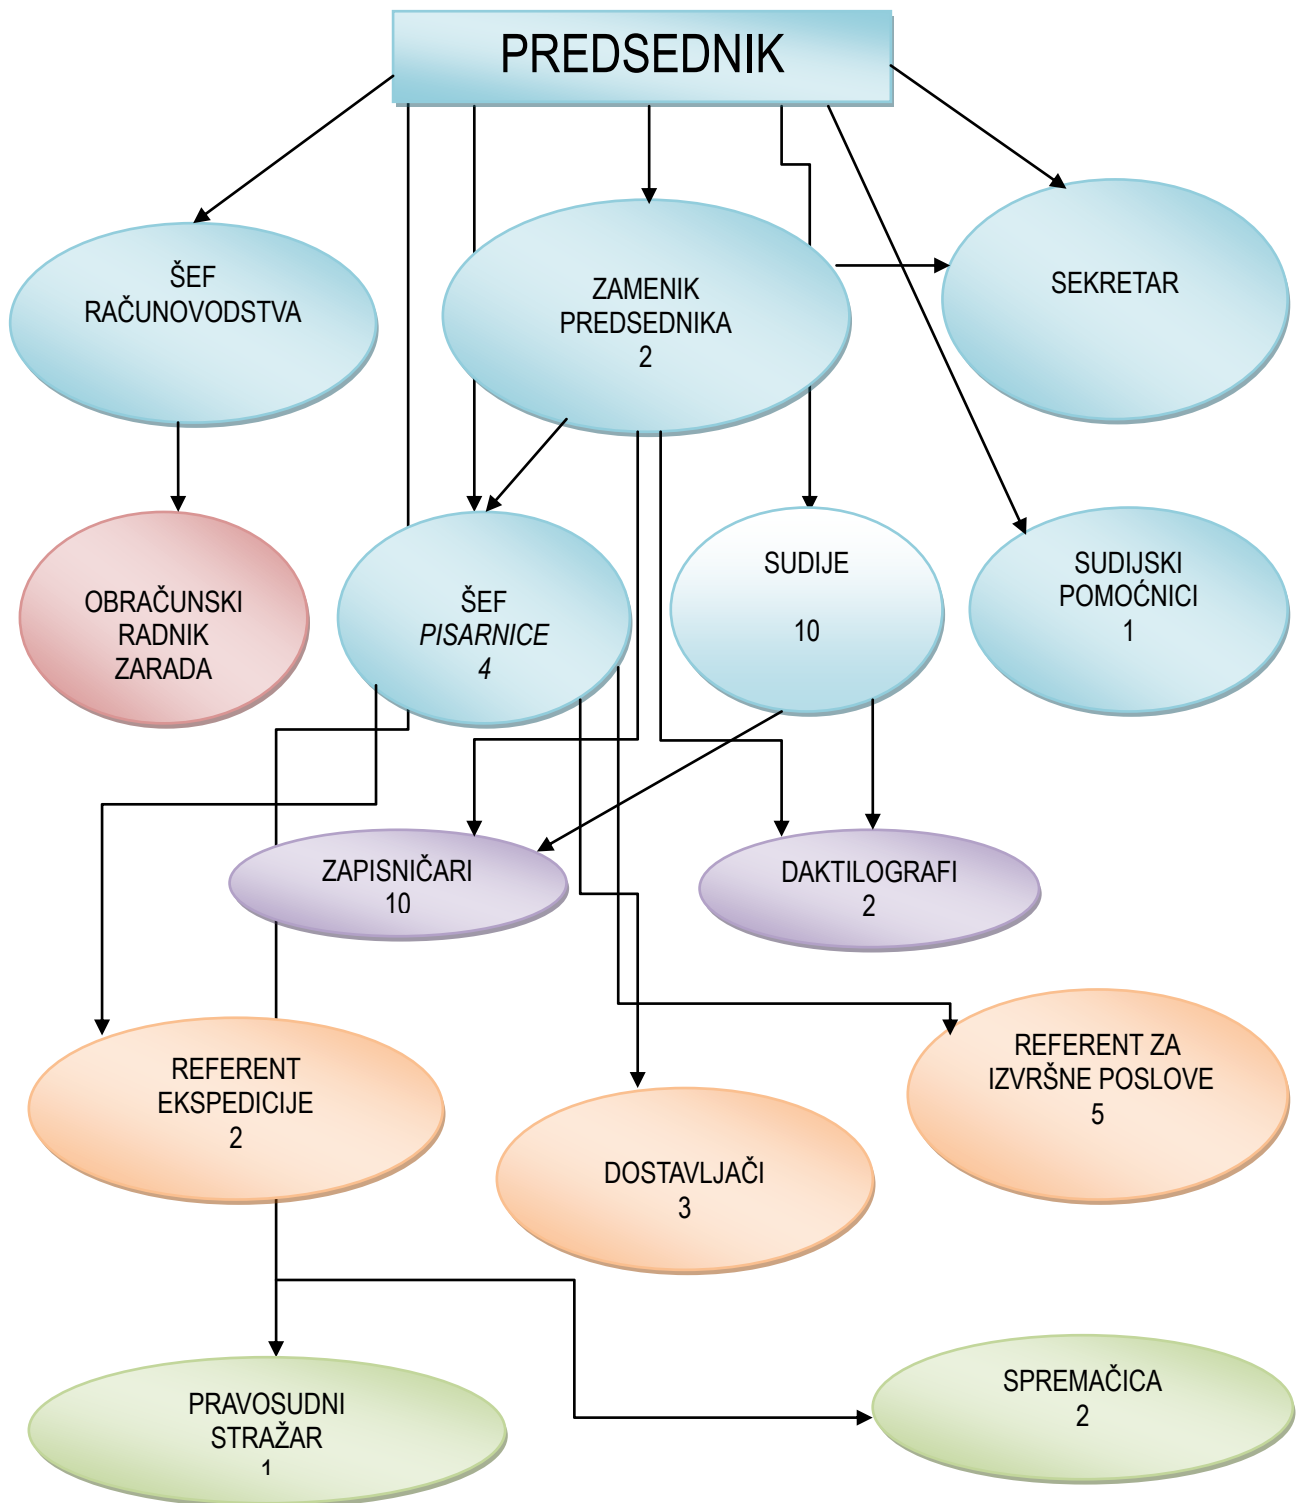 PREDSEDNIK
ŠEF
RAČUNOVODSTVA
ZAMENIK
PREDSEDNIKA
2
SEKRETAR
OBRAČUNSKI
RADNIK
ZARADA
ŠEF
PISARNICE
4
SUDIJE
10
SUDIJSKI
POMOĆNICI
1
ZAPISNIČARI
10
DAKTILOGRAFI
2
REFERENT
EKSPEDICIJE
2
DOSTAVLJAČI
3
REFERENT ZA
IZVRŠNE POSLOVE
5
PRAVOSUDNI
STRAŽAR
1
SPREMAČICA
2